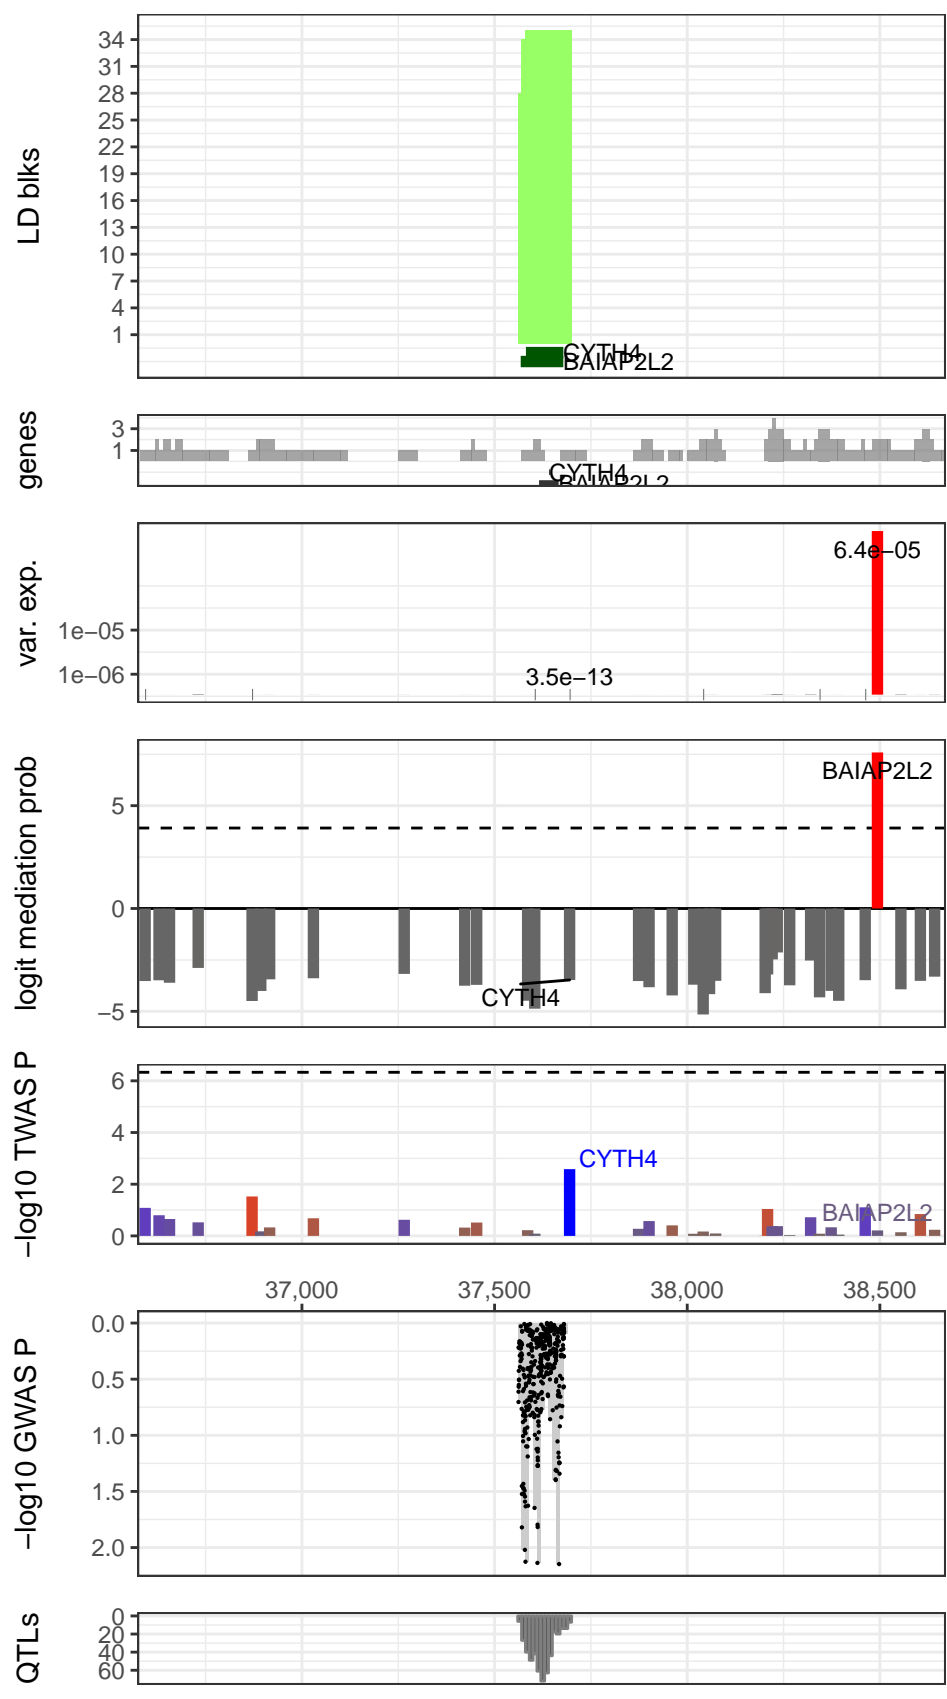 LD blks
34
31
28
25
22
19
16
13
10
7
4
1
CYTH4
BAIAP2L2
genes
3
1
CYTH4
BAIAP2L2
var. exp.
1e−05
1e−06
6.4e−05
3.5e−13
logit mediation prob
5
0
−5
BAIAP2L2
CYTH4
−log10 TWAS P
6
4
2
0
CYTH4
BAIAP2L2
37,000 37,500 38,000 38,500
−log10 GWAS P
0.0
0.5
1.0
1.5
2.0
QTLs
0
20
40
60